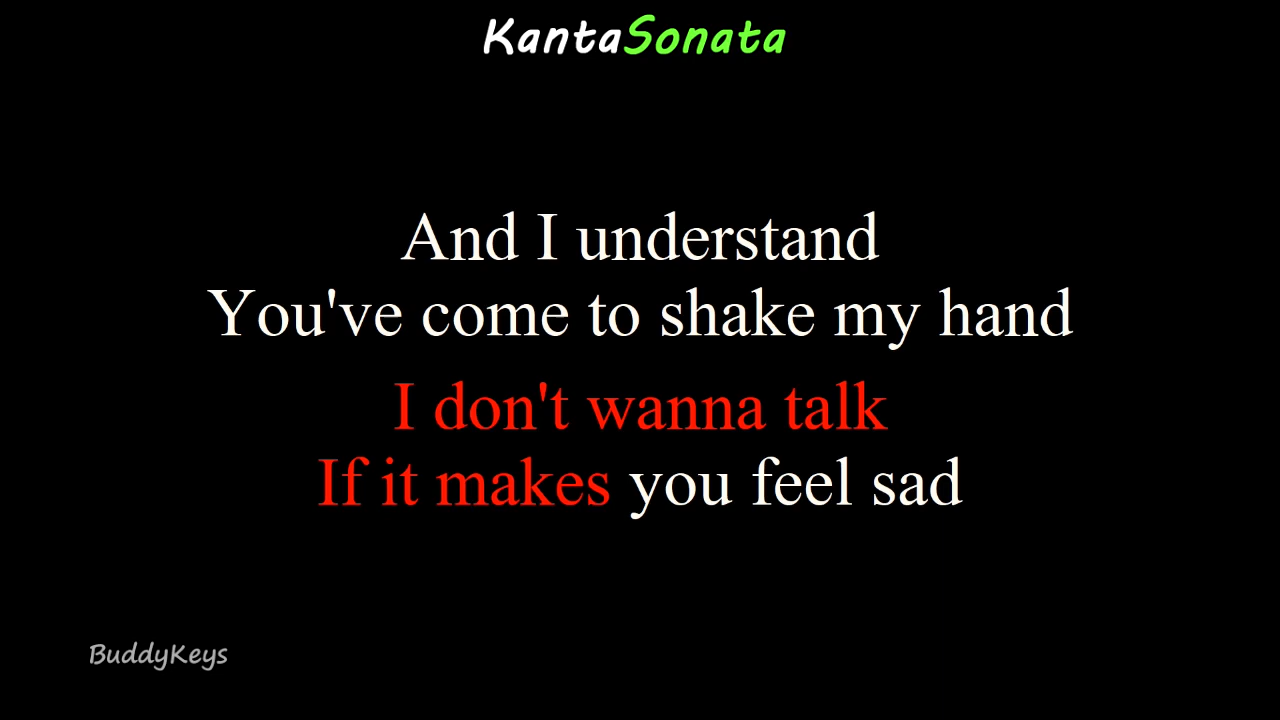 KantaSonata
And I understand
You've come to shake my hand
I don't wanna talk
If it makes you feel sad
BuddyKeys